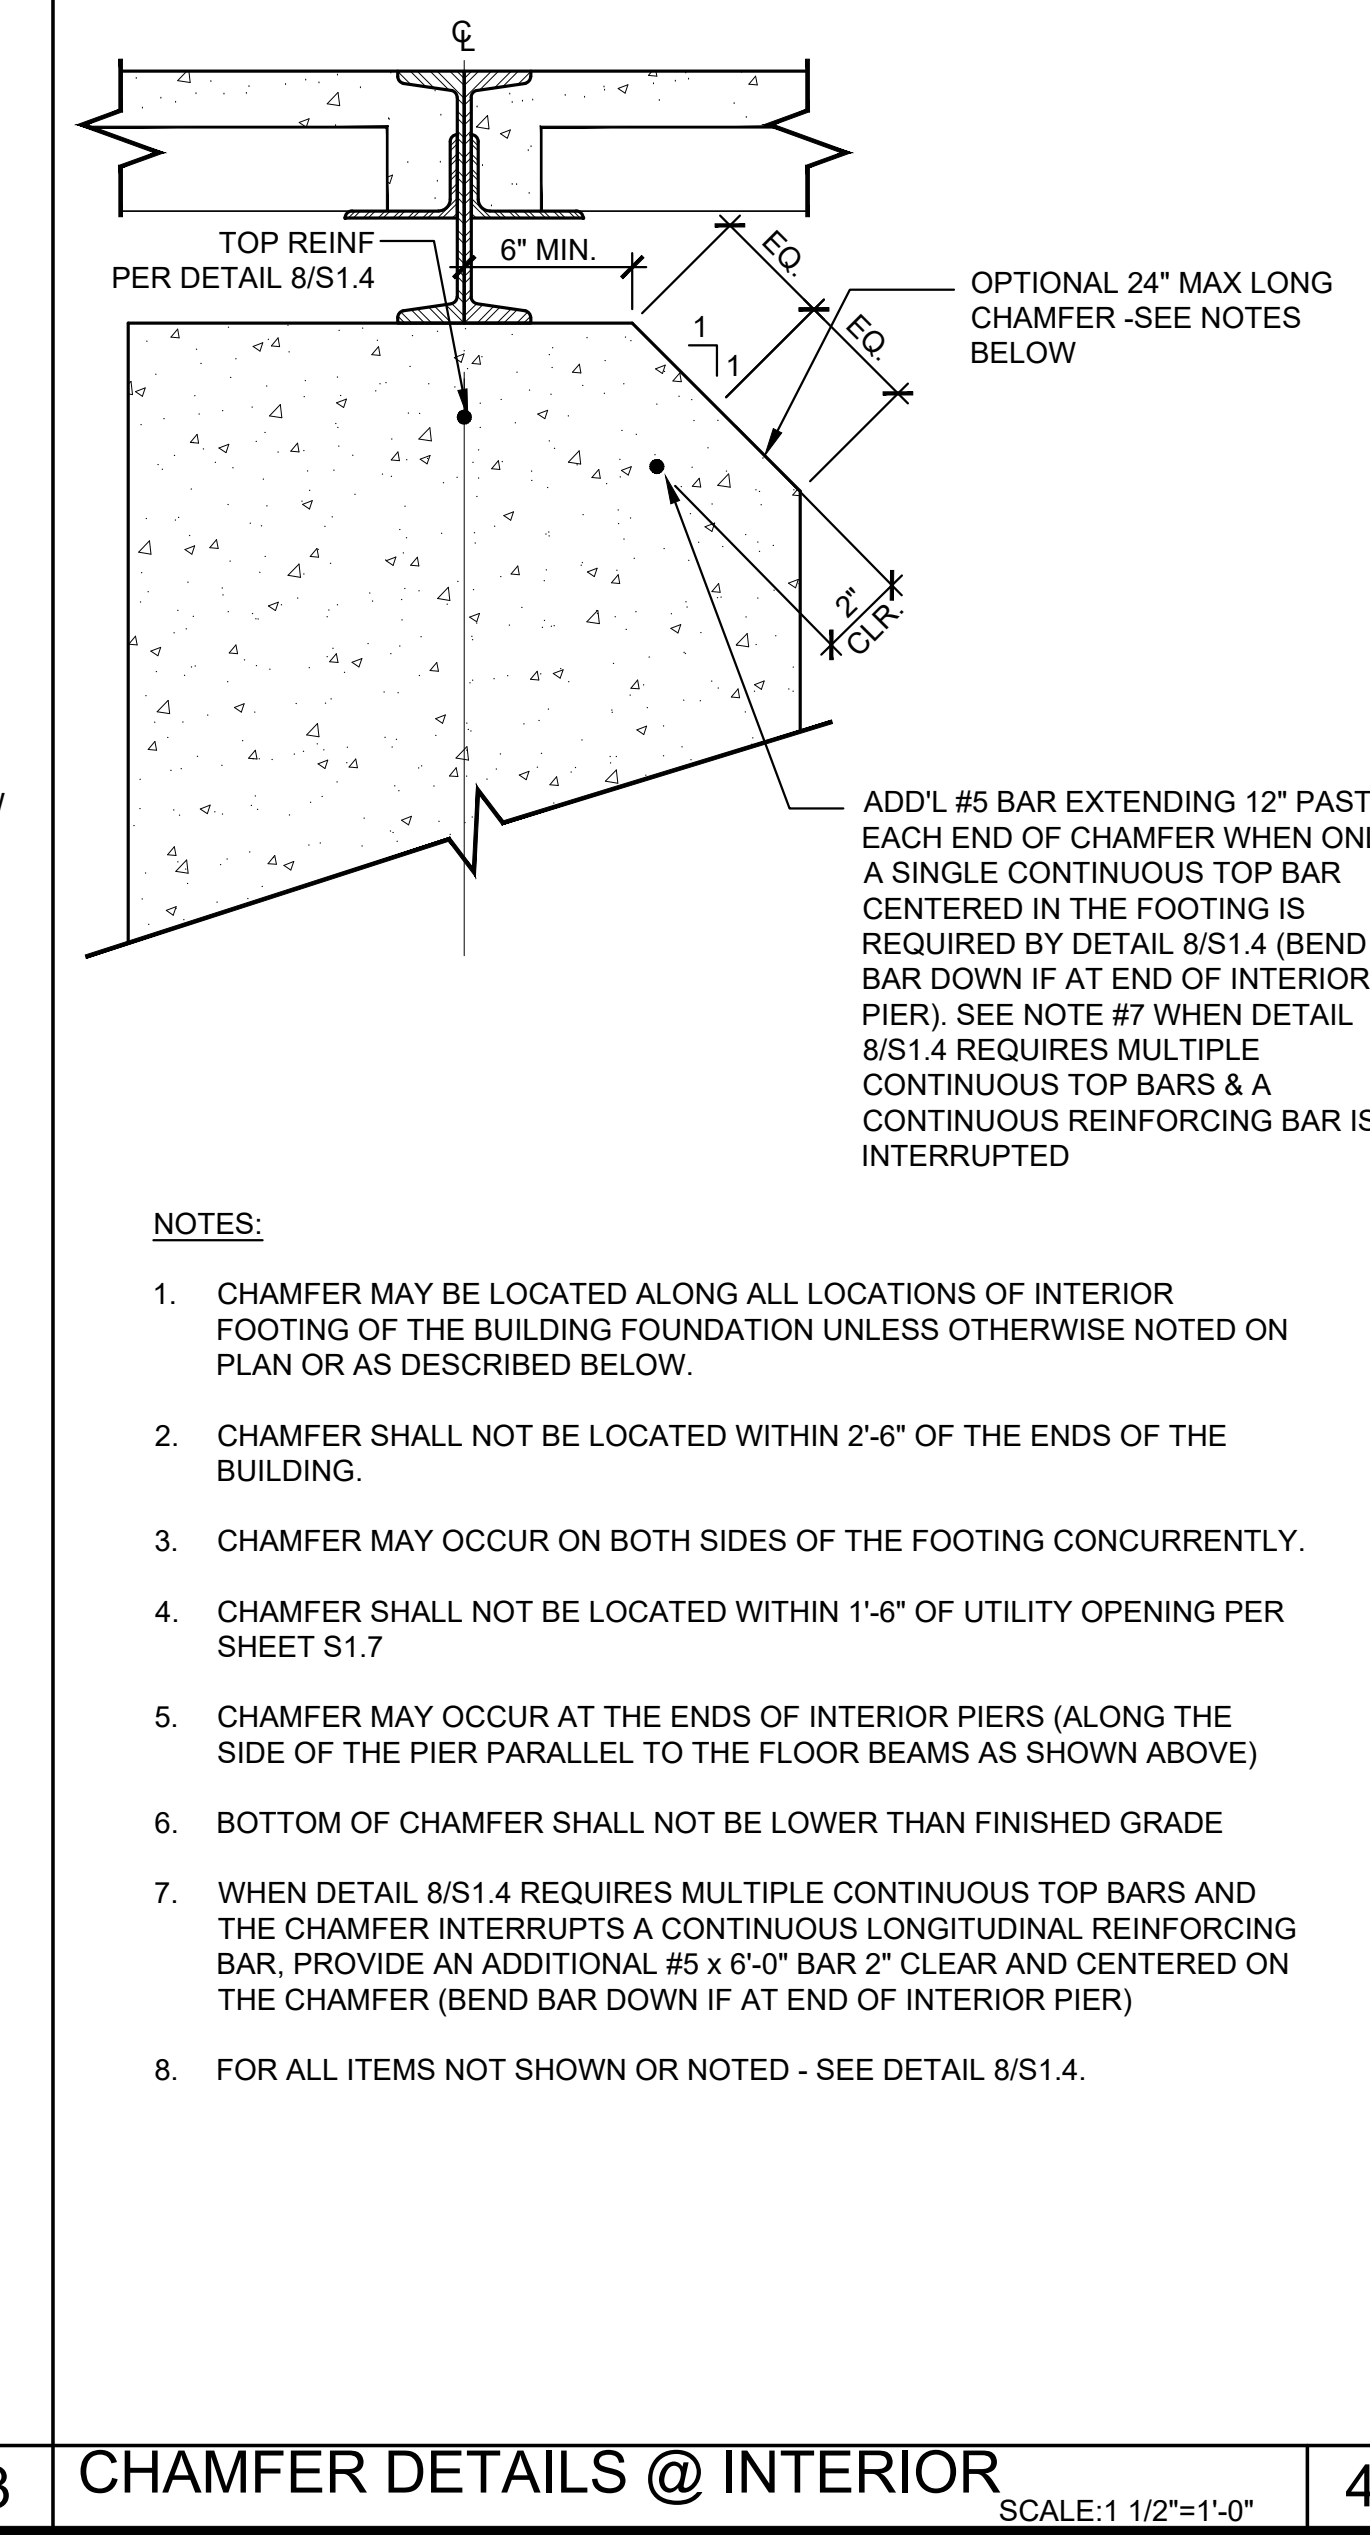 ℄
TOP REINF
PER DETAIL 8/S1.4
6" MIN.
EQ.
EQ.
1
1
OPTIONAL 24" MAX LONG
CHAMFER -SEE NOTES
BELOW
2"
CLR.
ADD'L #5 BAR EXTENDING 12" PAST
EACH END OF CHAMFER WHEN
A SINGLE CONTINUOUS TOP BAR
CENTERED IN THE FOOTING IS
REQUIRED BY DETAIL 8/S1.4 (BEND
BAR DOWN IF AT END OF INTERIOR
PIER). SEE NOTE #7 WHEN DETAIL
8/S1.4 REQUIRES MULTIPLE
CONTINUOUS TOP BARS & A
CONTINUOUS REINFORCING BAR IS
INTERRUPTED
NOTES:
1. CHAMFER MAY BE LOCATED ALONG ALL LOCATIONS OF INTERIOR
FOOTING OF THE BUILDING FOUNDATION UNLESS OTHERWISE NOTED ON
PLAN OR AS DESCRIBED BELOW.
2. CHAMFER SHALL NOT BE LOCATED WITHIN 2'-6" OF THE ENDS OF THE
BUILDING.
3. CHAMFER MAY OCCUR ON BOTH SIDES OF THE FOOTING CONCURRENTLY.
4. CHAMFER SHALL NOT BE LOCATED WITHIN 1'-6" OF UTILITY OPENING PER
SHEET S1.7
5. CHAMFER MAY OCCUR AT THE ENDS OF INTERIOR PIERS (ALONG THE
SIDE OF THE PIER PARALLEL TO THE FLOOR BEAMS AS SHOWN ABOVE)
6. BOTTOM OF CHAMFER SHALL NOT BE LOWER THAN FINISHED GRADE
7. WHEN DETAIL 8/S1.4 REQUIRES MULTIPLE CONTINUOUS TOP BARS AND
THE CHAMFER INTERRUPTS A CONTINUOUS LONGITUDINAL REINFORCING
BAR, PROVIDE AN ADDITIONAL #5 x 6'-0" BAR 2" CLEAR AND CENTERED ON
THE CHAMFER (BEND BAR DOWN IF AT END OF INTERIOR PIER)
8. FOR ALL ITEMS NOT SHOWN OR NOTED - SEE DETAIL 8/S1.4.
CHAMFER DETAILS @ INTERIOR
SCALE:1 1/2"=1'-0"
4